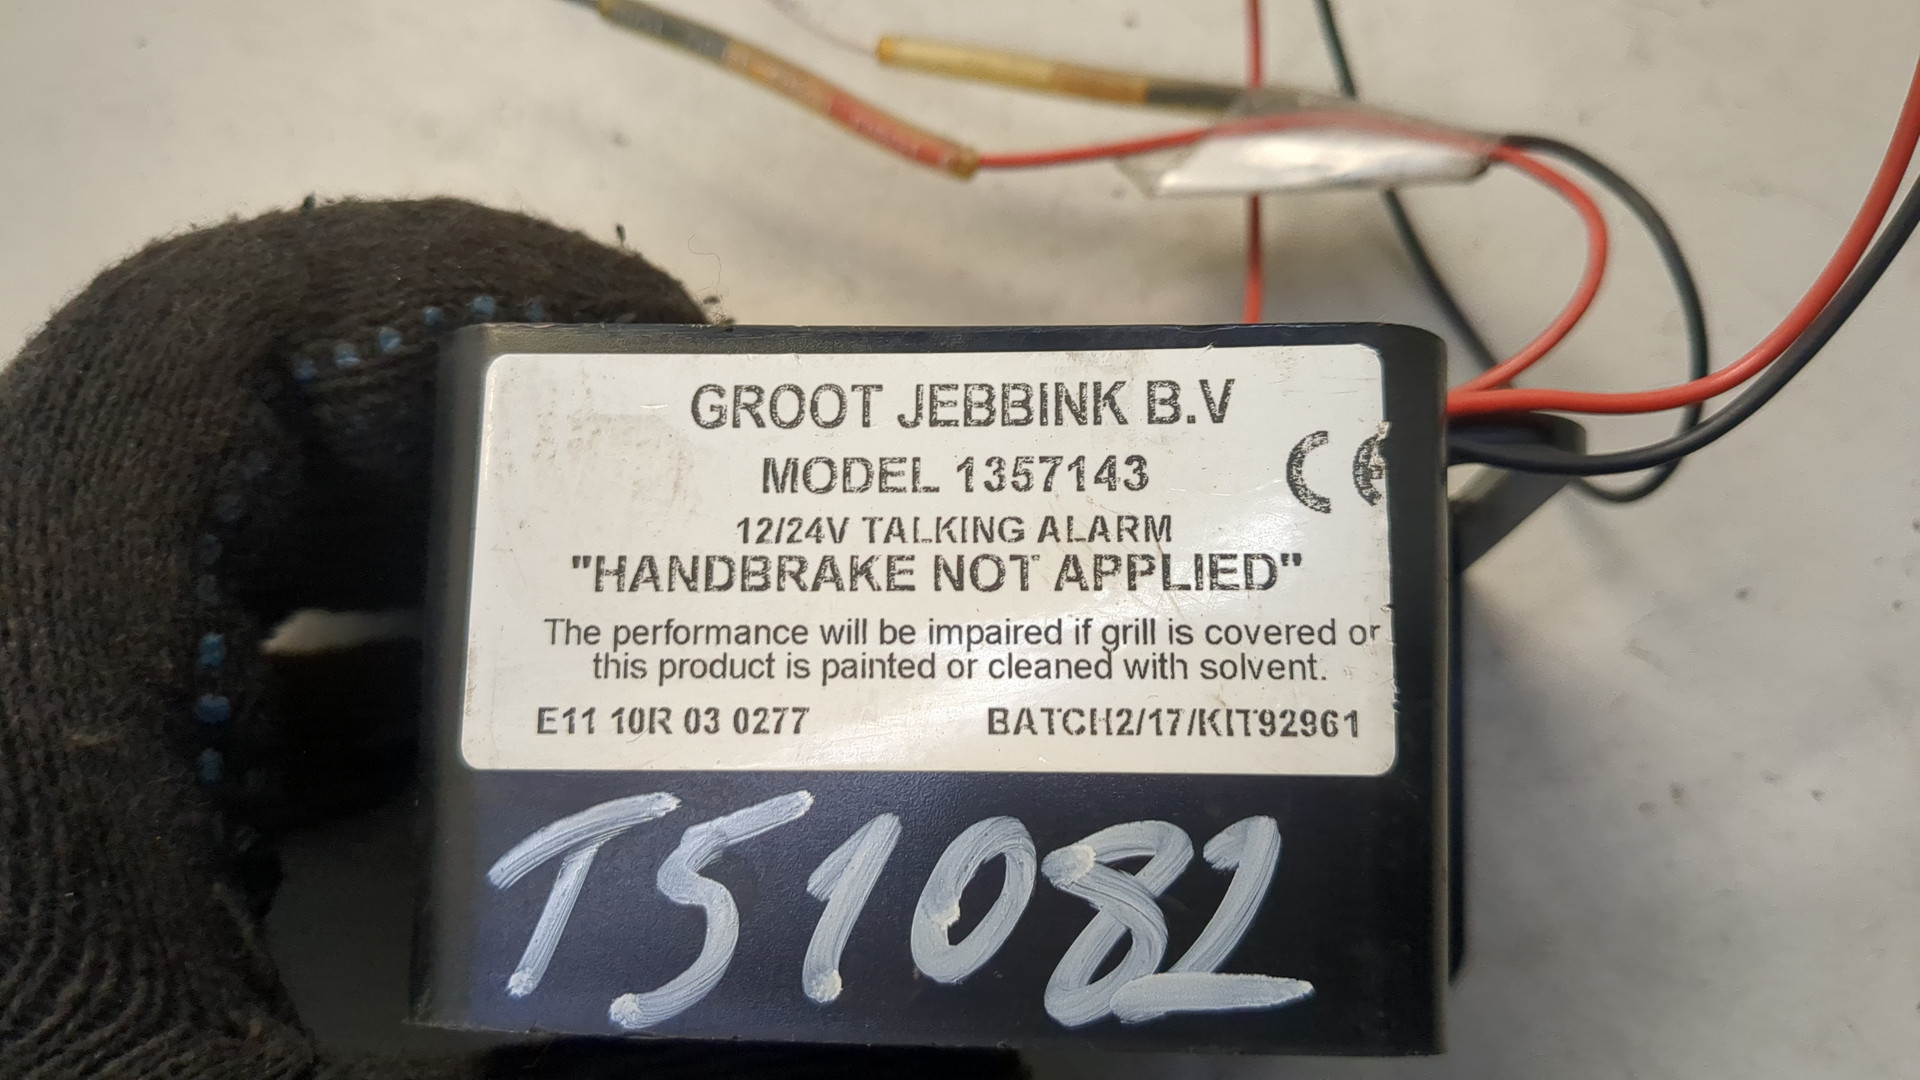 GROOT JEBBINK B.V
MODEL 1357143
CE
12/24V TALKING ALARM
"HANDBRAKE NOT APPLIED"
The performance will be impaired if grill is covered or
this product is painted or cleaned with solvent.
E11 10R 03 0277 BATCH2/17/KIT92961
T51082